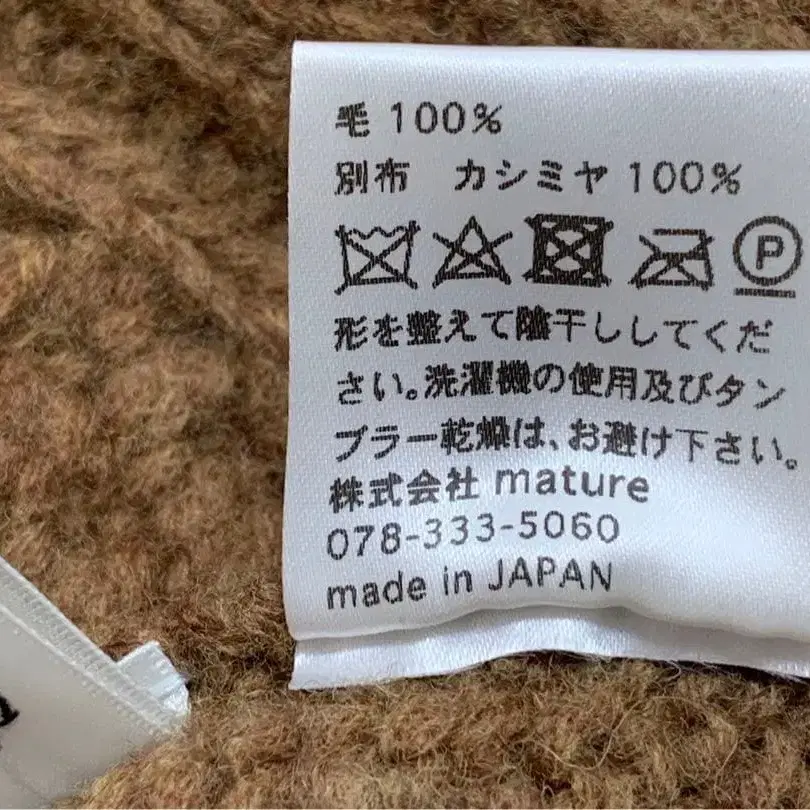 毛 100%
別布　カシミヤ 100%
P
形を整えて陰干ししてくだ
さい。洗濯機の使用及びタン
ブラー乾燥は、お避け下さい。
株式会社 mature
078-333-5060
made in JAPAN